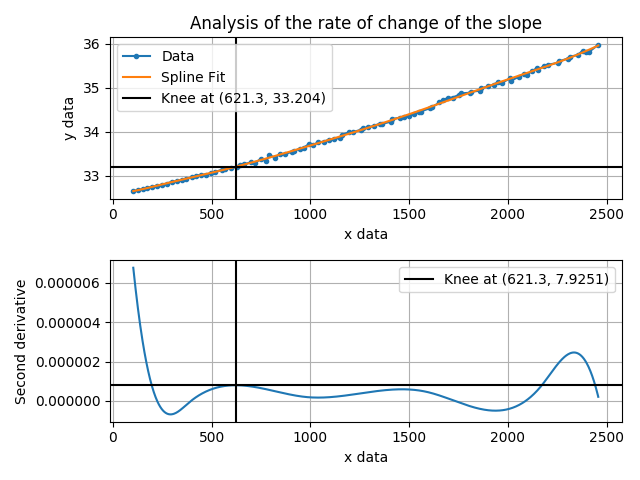 Analysis of the rate of change of the slope
36
35
34
33
y data
Data
Spline Fit
Knee at (621.3, 33.204)
0 500 1000 1500 2000 2500
x data
0.000006
0.000004
0.000002
0.000000
Second derivative
Knee at (621.3, 7.9251)
0 500 1000 1500 2000 2500
x data